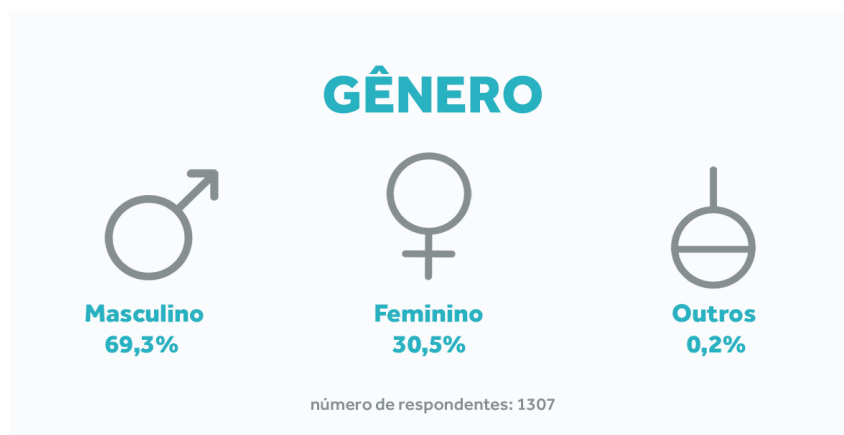 GÊNERO
Masculino
69,3%
Feminino
30,5%
Outros
0,2%
número de respondentes: 1307